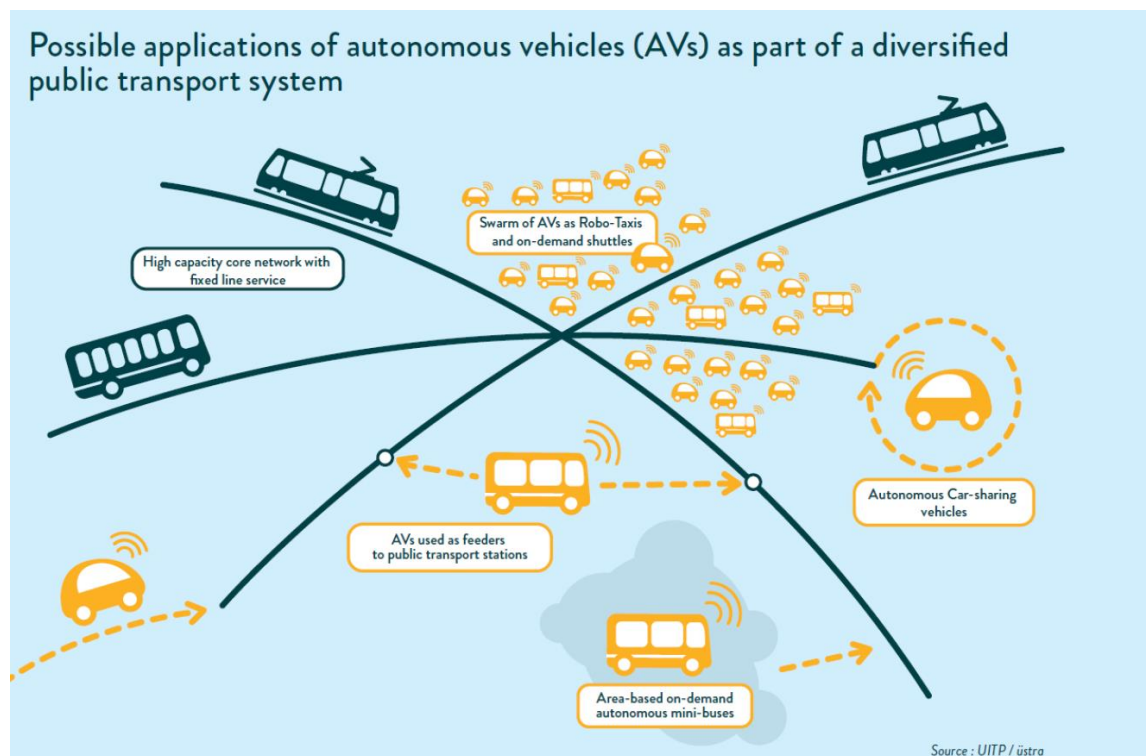 Possible applications of autonomous vehicles (AVs) as part of a diversified
public transport system
Swarm of AVs as Robo-Taxis
and on-demand shuttles
High capacity core network with
fixed line service
Autonomous Car-sharing
vehicles
AVs used as feeders
to public transport stations
Area-based on-demand
autonomous mini-buses
Source : UITP / üstra